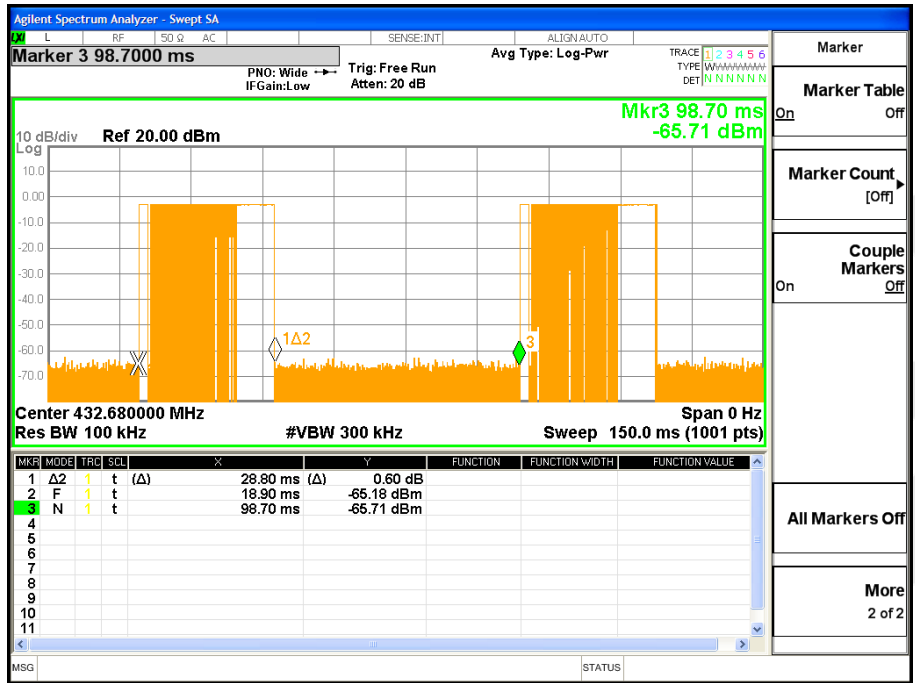 Agilent Spectrum Analyzer - Swept SA
LXI L RF 50 Ω AC SENSE:INT ALIGN AUTO
Marker 3 98.7000 ms
PNO: Wide
IFGain:Low
Trig: Free Run
Atten: 20 dB
Avg Type: Log-Pwr
TRACE 1 2 3 4 5 6
TYPE WWWWWWW
DET N N N N N N
Mkr3 98.70 ms
-65.71 dBm
10 dB/div Ref 20.00 dBm
Log
10.0
0.00
-10.0
-20.0
-30.0
-40.0
-50.0
-60.0
-70.0
X
1Δ2
3
Center 432.680000 MHz Span 0 Hz
Res BW 100 kHz #VBW 300 kHz Sweep 150.0 ms (1001 pts)
MKR MODE TRC SCL X Y FUNCTION FUNCTION WIDTH FUNCTION VALUE
1 Δ2 1 t (Δ) 28.80 ms (Δ) 0.60 dB
2 F 1 t 18.90 ms -65.18 dBm
3 N 1 t 98.70 ms -65.71 dBm
4
5
6
7
8
9
10
11
MSG STATUS
Marker
Marker Table
On Off
Marker Count
[Off]
Couple
Markers
On Off
All Markers Off
More
2 of 2